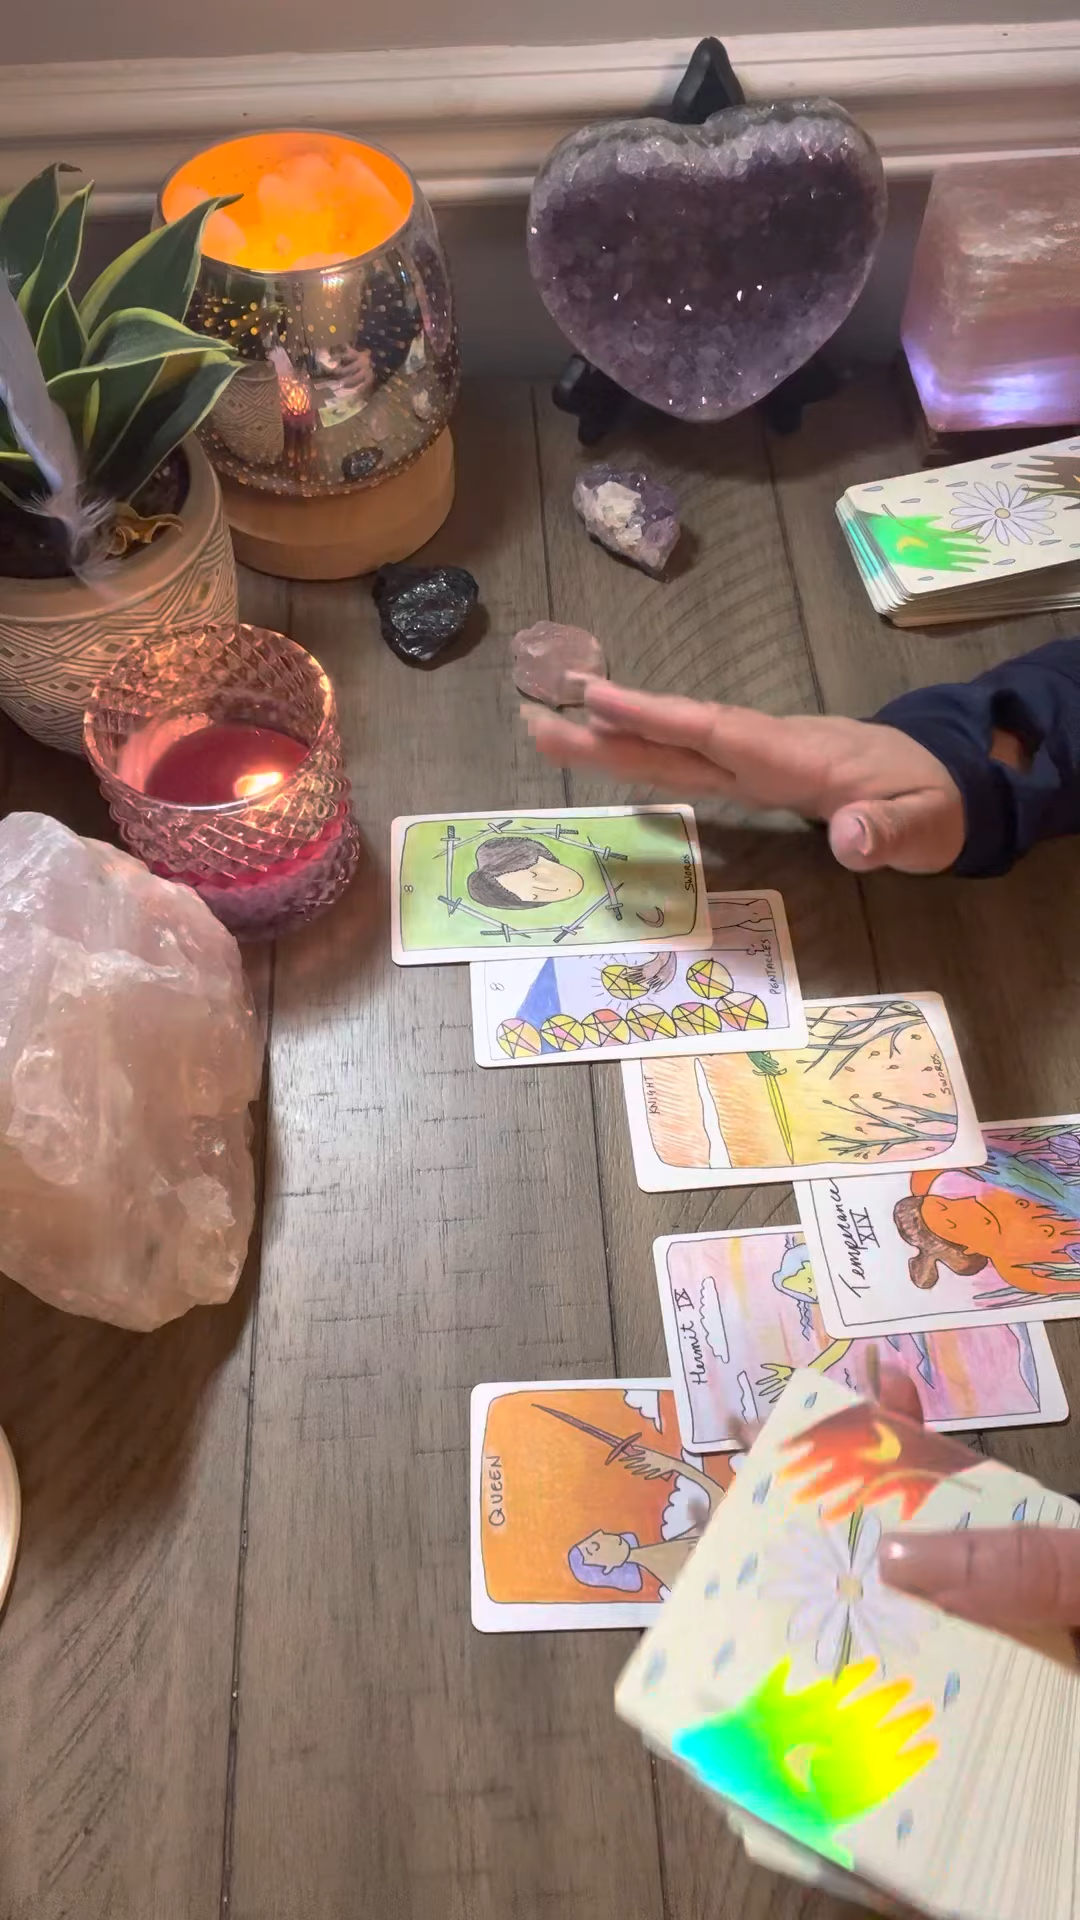 8
SWORDS
8
PENTACLES
KNIGHT
SWORDS
Temperance
XIV
Hermit IX
QUEEN